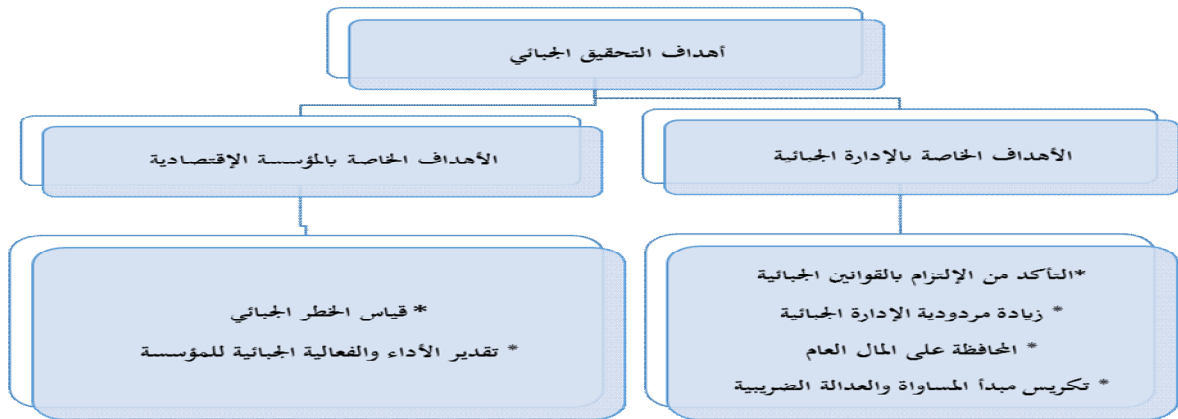 أهداف التحقيق الجبائي
الأهداف الخاصة بالإدارة الجبائية
الأهداف الخاصة بالمؤسسة الإقتصادية
*التأكد من الإلتزام بالقوانين الجبائية
* زيادة مردودية الإدارة الجبائية
* المحافظة على المال العام
* تكريس مبدأ المساواة والعدالة الضريبية
* قياس الخطر الجبائي
* تقدير الأداء والفعالية الجبائية للمؤسسة